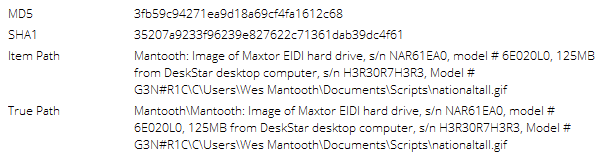 MD5 3fb59c94271ea9d18a69cf4fa1612c68
SHA1 35207a9233f96239e827622c71361dab39dc4f61
Item Path Mantooth: Image of Maxtor EIDI hard drive, s/n NAR61EA0, model # 6E020L0, 125MB
from DeskStar desktop computer, s/n H3R30R7H3R3, Model #
G3N#R1C\C\Users\Wes Mantooth\Documents\Scripts\nationaltall.gif
True Path Mantooth\Mantooth: Image of Maxtor EIDI hard drive, s/n NAR61EA0, model #
6E020L0, 125MB from DeskStar desktop computer, s/n H3R30R7H3R3, Model #
G3N#R1C\C\Users\Wes Mantooth\Documents\Scripts\nationaltall.gif